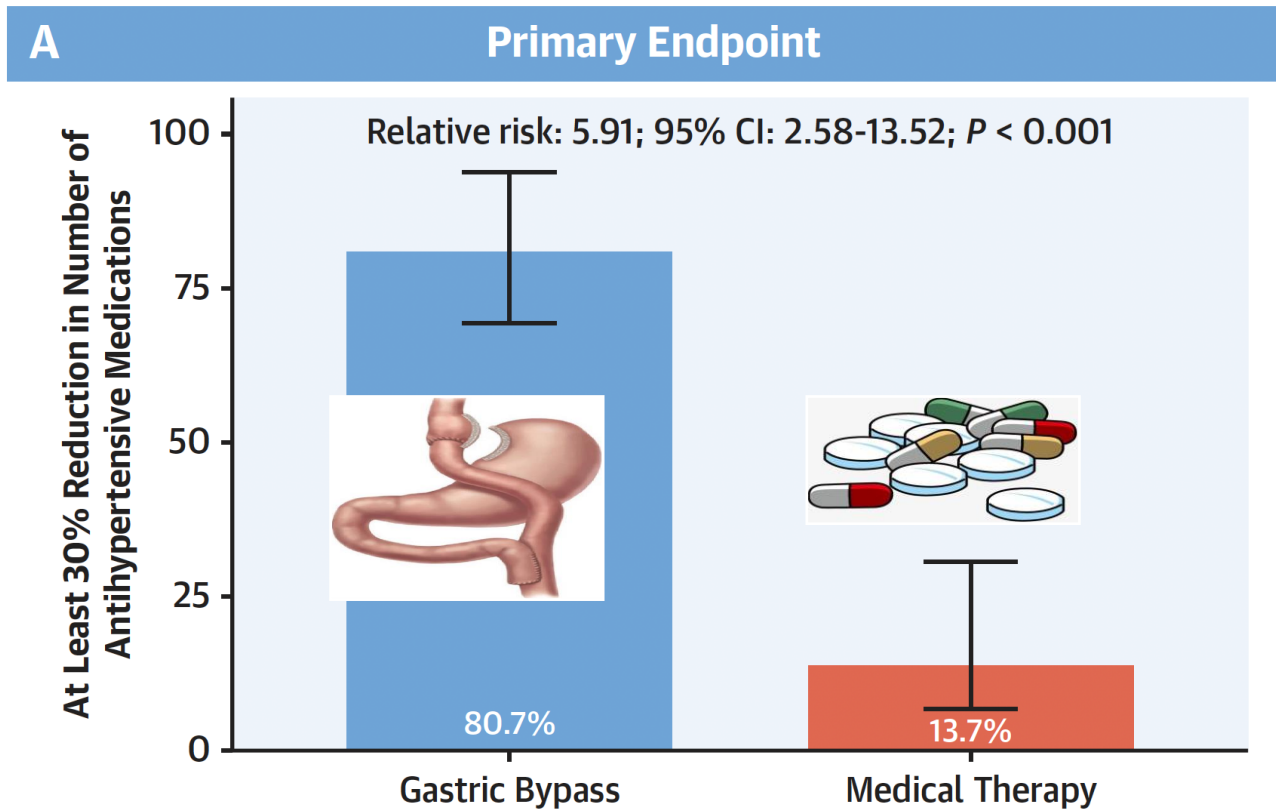 A
Primary Endpoint
At Least 30% Reduction in Number of
Antihypertensive Medications
100
75
50
25
0
Relative risk: 5.91; 95% CI: 2.58-13.52; P < 0.001
80.7%
13.7%
Gastric Bypass
Medical Therapy